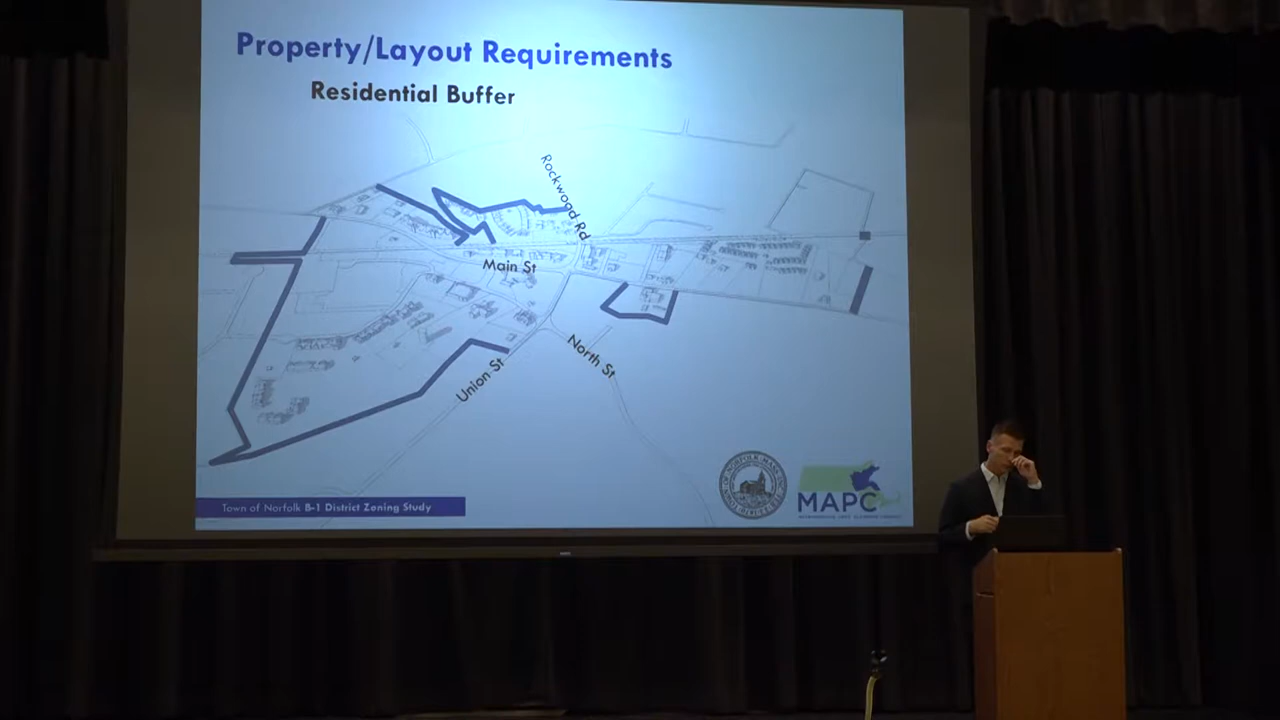 Property/Layout Requirements
Residential Buffer
Rockwood Rd
Main St
North St
Union St
Town of Norfolk B-1 District Zoning Study
MAPC